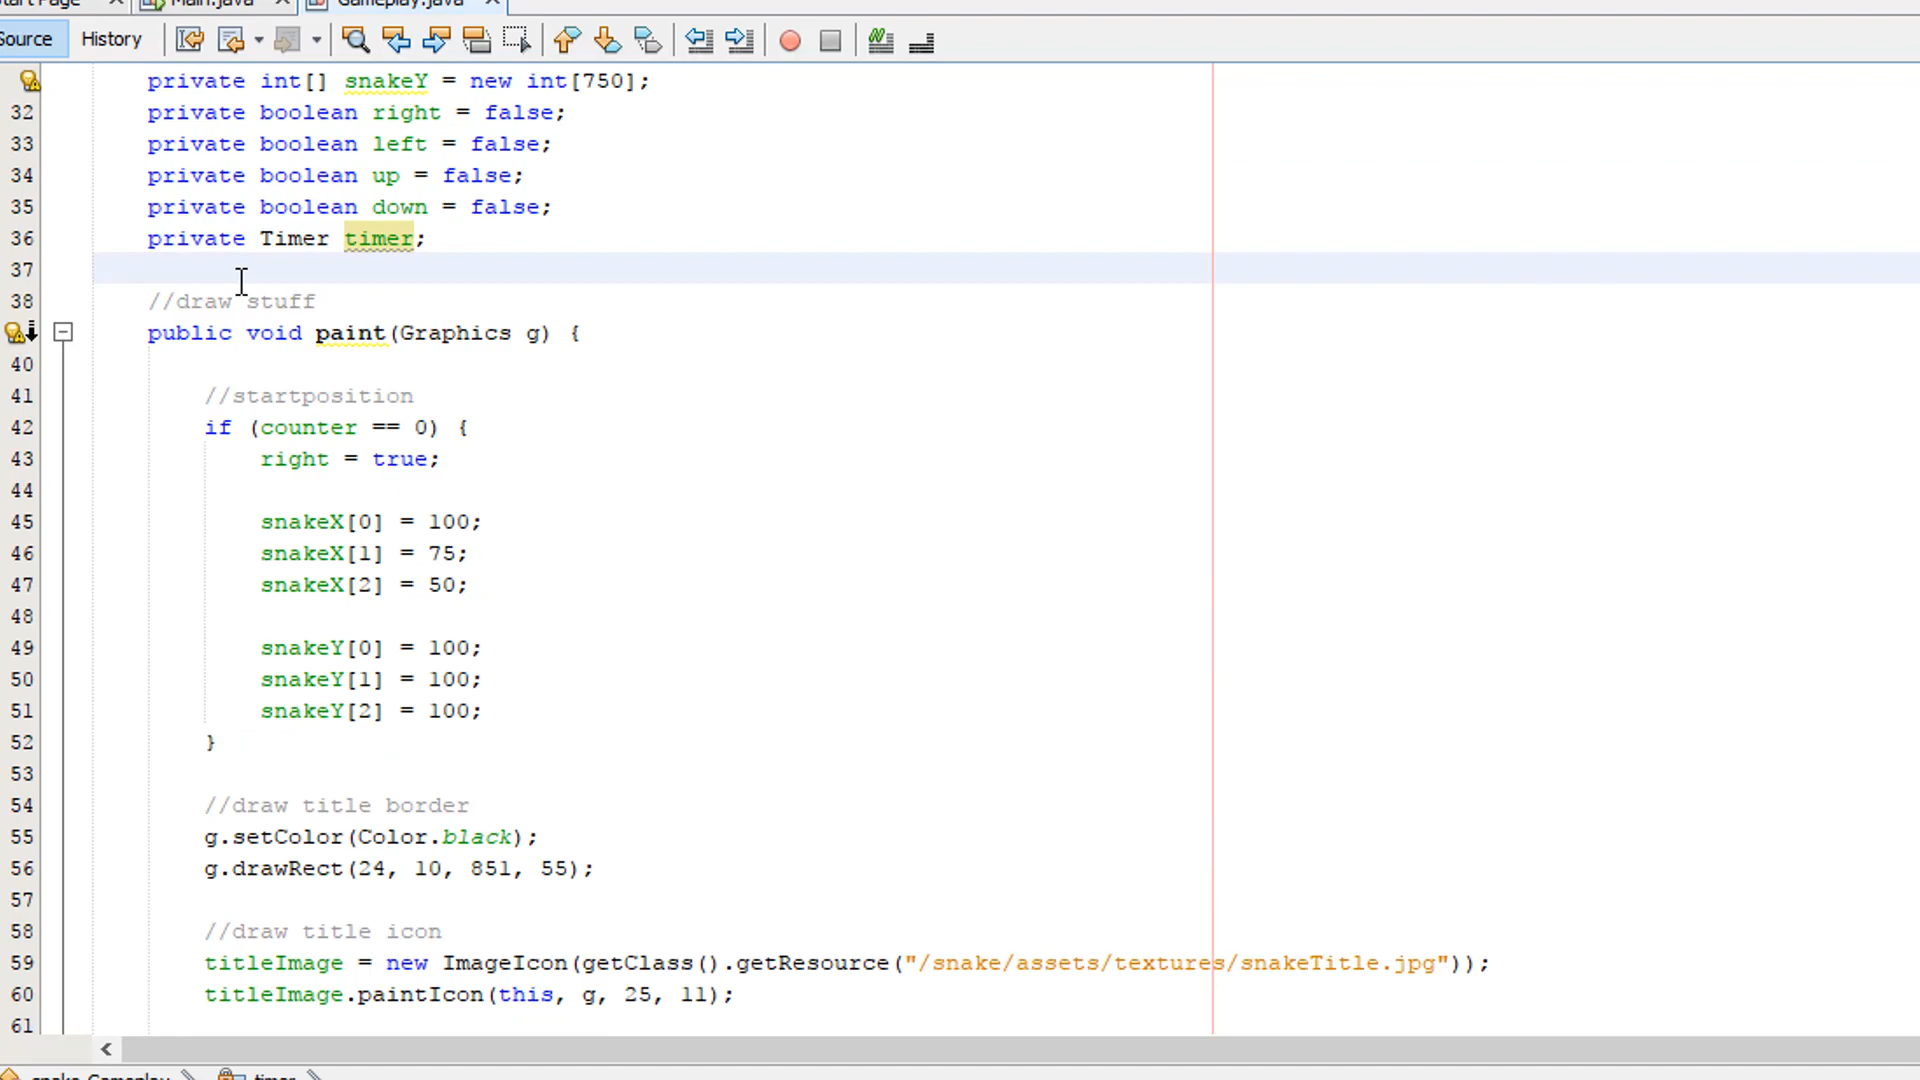 Main.java
Gameplay.java
Source History
private int[] snakeY = new int[750];
32 private boolean right = false;
33 private boolean left = false;
34 private boolean up = false;
35 private boolean down = false;
36 private Timer timer;
37
38 //draw stuff
public void paint(Graphics g) {
40
41 //startposition
42 if (counter == 0) {
43 right = true;
44
45 snakeX[0] = 100;
46 snakeX[1] = 75;
47 snakeX[2] = 50;
48
49 snakeY[0] = 100;
50 snakeY[1] = 100;
51 snakeY[2] = 100;
52 }
53
54 //draw title border
55 g.setColor(Color.black);
56 g.drawRect(24, 10, 851, 55);
57
58 //draw title icon
59 titleImage = new ImageIcon(getClass().getResource("/snake/assets/textures/snakeTitle.jpg"));
60 titleImage.paintIcon(this, g, 25, 11);
61